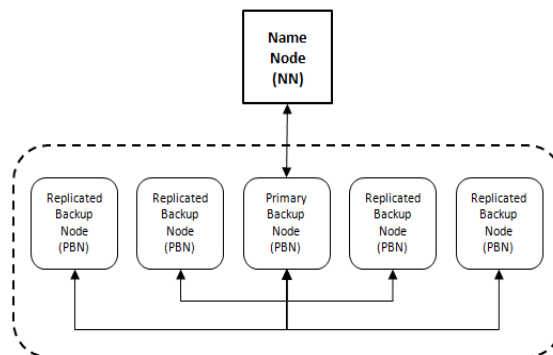 Name
Node
(NN)
Replicated
Backup
Node
(PBN)
Replicated
Backup
Node
(PBN)
Primary
Backup
Node
(PBN)
Replicated
Backup
Node
(PBN)
Replicated
Backup
Node
(PBN)